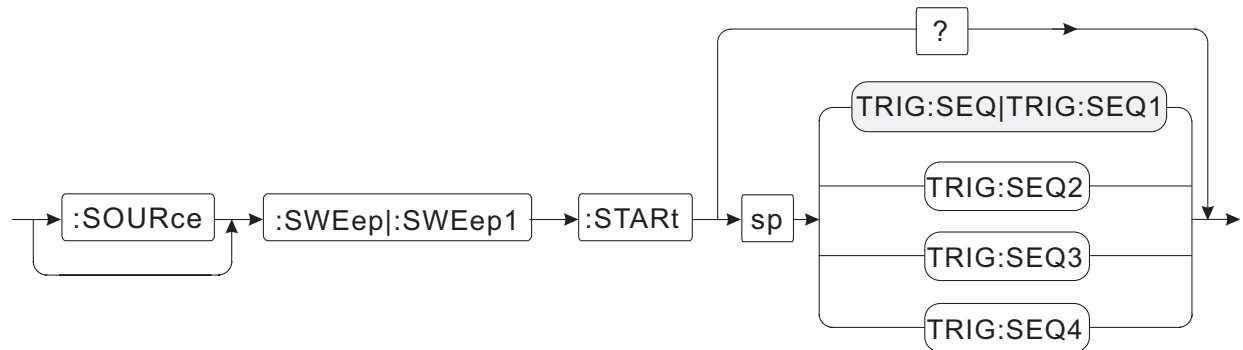 ?
TRIG:SEQ|TRIG:SEQ1
TRIG:SEQ2
:SOURce :SWEep|:SWEep1 :STARt sp
TRIG:SEQ3
TRIG:SEQ4